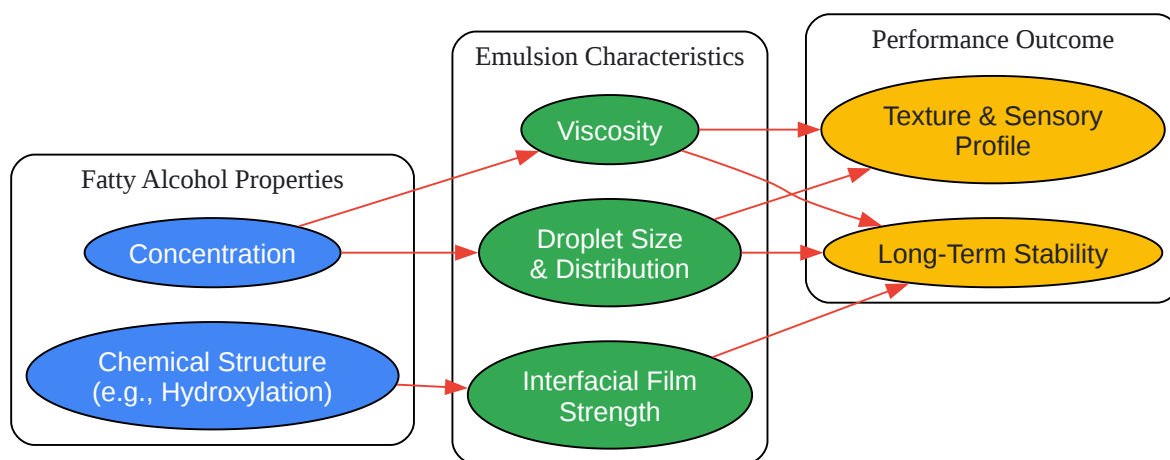 Fatty Alcohol Properties
Concentration
Chemical Structure
(e.g., Hydroxylation)
Emulsion Characteristics
Viscosity
Droplet Size
& Distribution
Interfacial Film
Strength
Performance Outcome
Texture & Sensory
Profile
Long-Term Stability